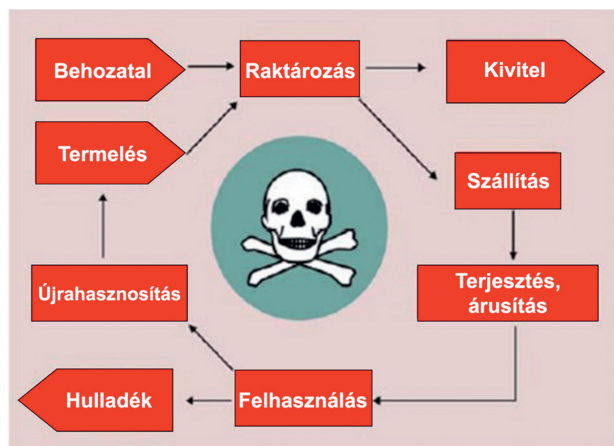 Behozatal
Raktározás
Kivitel
Termelés
Szállítás
Újrahasznosítás
Terjesztés,
árusítás
Hulladék
Felhasználás